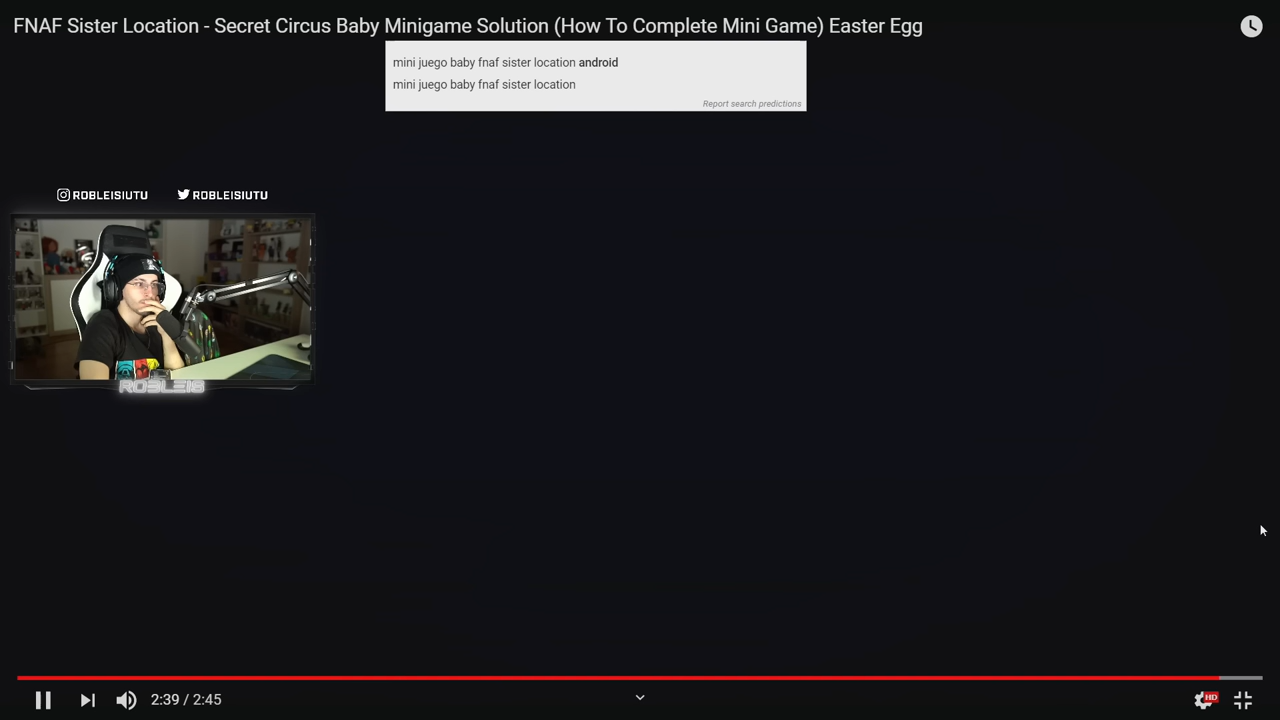 FNAF Sister Location - Secret Circus Baby Minigame Solution (How To Complete Mini Game) Easter Egg
mini juego baby fnaf sister location android
mini juego baby fnaf sister location
Report search predictions
ROBLEISIUTU ROBLEISIUTU
ROBLEIS
2:39 / 2:45
HD